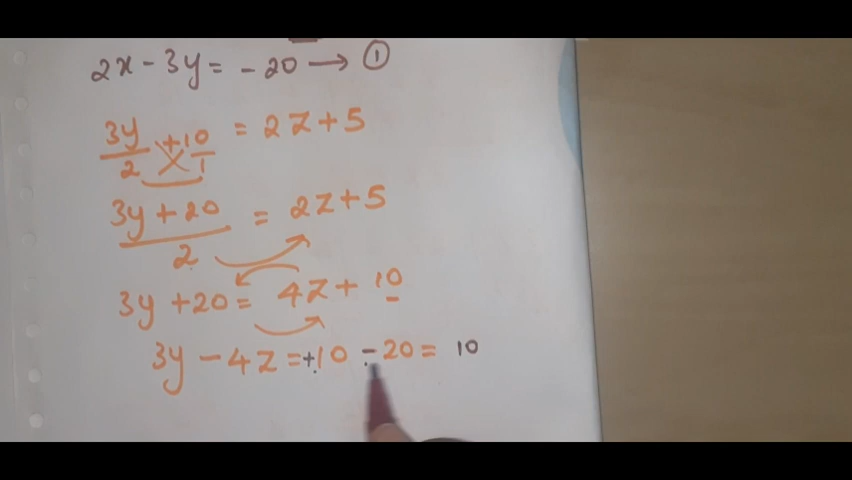 2x - 3y = - 20 → ①
3y/2 + 10/1 = 2z + 5
3y + 20/2 = 2z + 5
3y + 20 = 4z + 10
3y - 4z = +10 - 20 = 10